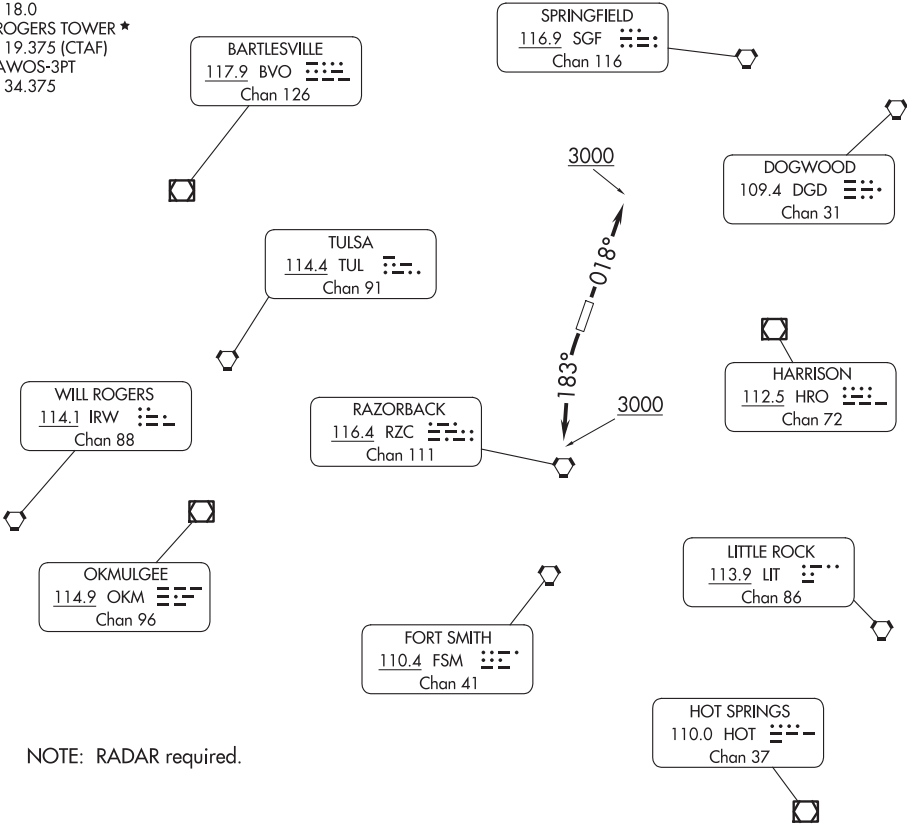 18.0
ROGERS TOWER ★
19.375 (CTAF)
AWOS-3PT
34.375
BARTLESVILLE
117.9 BVO
Chan 126
SPRINGFIELD
116.9 SGF
Chan 116
3000
DOGWOOD
109.4 DGD
Chan 31
TULSA
114.4 TUL
Chan 91
018°
183°
3000
HARRISON
112.5 HRO
Chan 72
WILL ROGERS
114.1 IRW
Chan 88
RAZORBACK
116.4 RZC
Chan 111
OKMULGEE
114.9 OKM
Chan 96
LITTLE ROCK
113.9 LIT
Chan 86
FORT SMITH
110.4 FSM
Chan 41
HOT SPRINGS
110.0 HOT
Chan 37
NOTE: RADAR required.